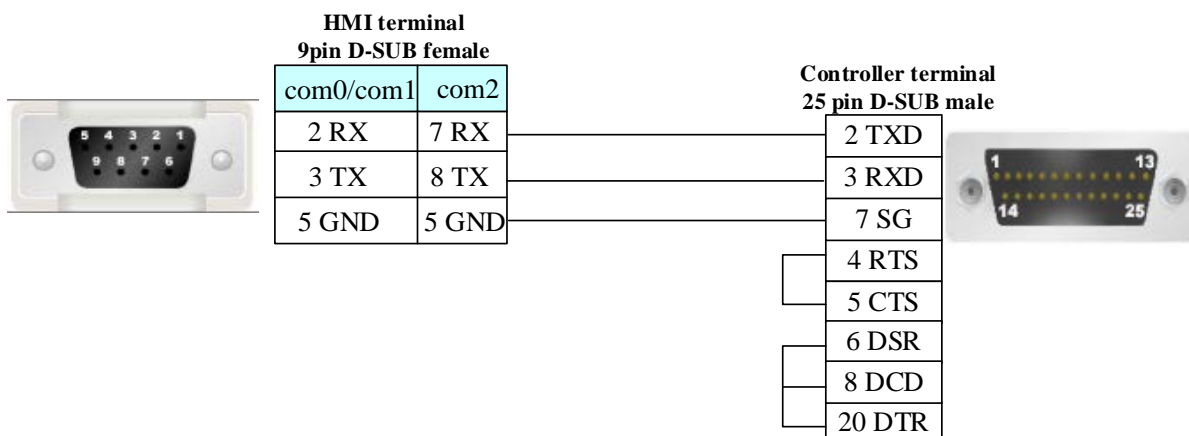 HMI terminal
9pin D-SUB female
com0/com1 com2
2 RX 7 RX
3 TX 8 TX
5 GND 5 GND
5 4 3 2 1
9 8 7 6
Controller terminal
25 pin D-SUB male
2 TXD
3 RXD
7 SG
4 RTS
5 CTS
6 DSR
8 DCD
20 DTR
1 13
14 25